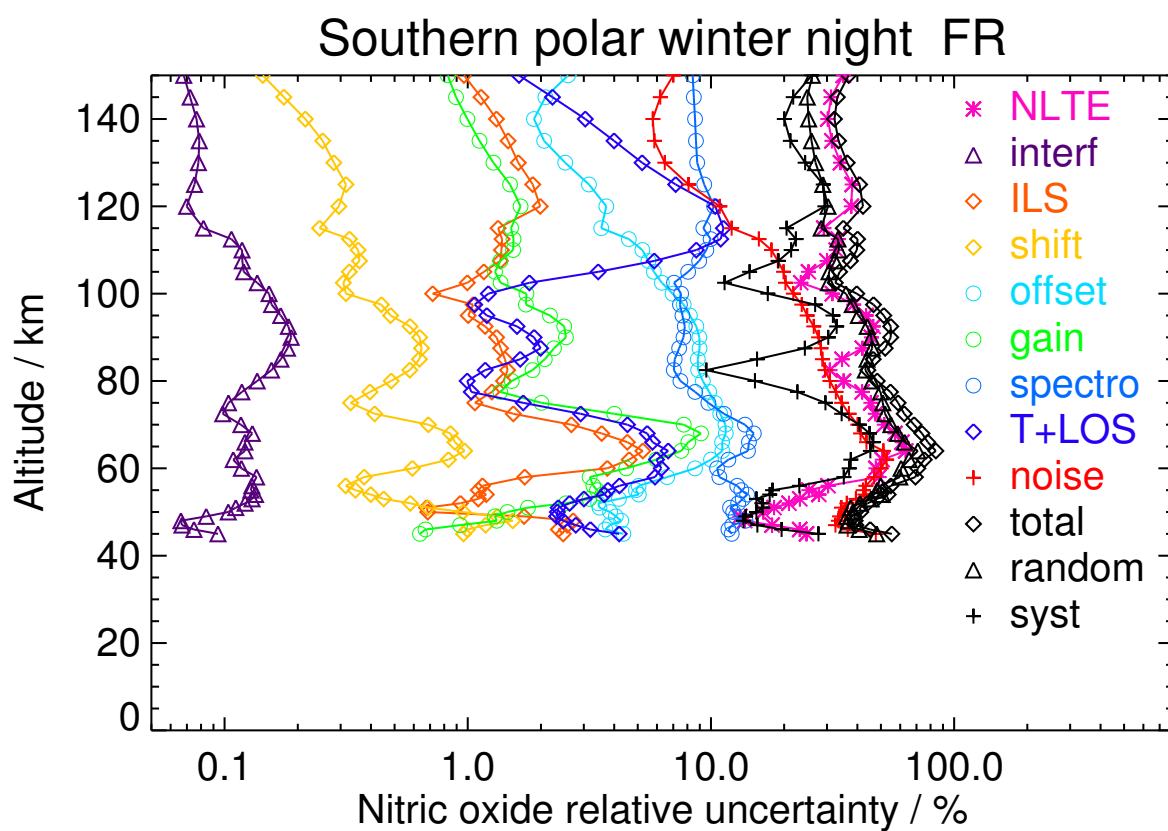 Southern polar winter night FR
Altitude / km
140
120
100
80
60
40
20
0
0.1
1.0
10.0
100.0
Nitric oxide relative uncertainty / %
NLTE
interf
ILS
shift
offset
gain
spectro
T+LOS
noise
total
random
syst